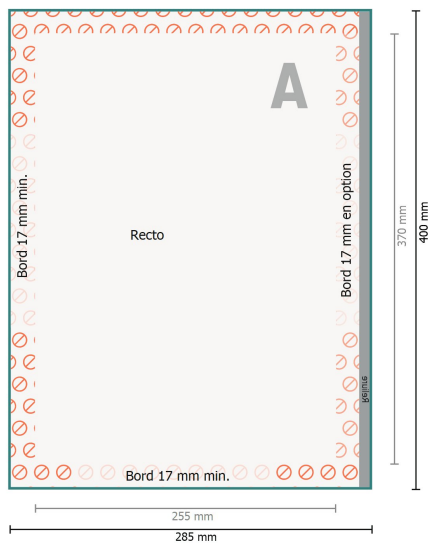 A
Bord 17 mm min.
Recto
Bord 17 mm en option
Reliure
Bord 17 mm min.
370 mm
400 mm
255 mm
285 mm